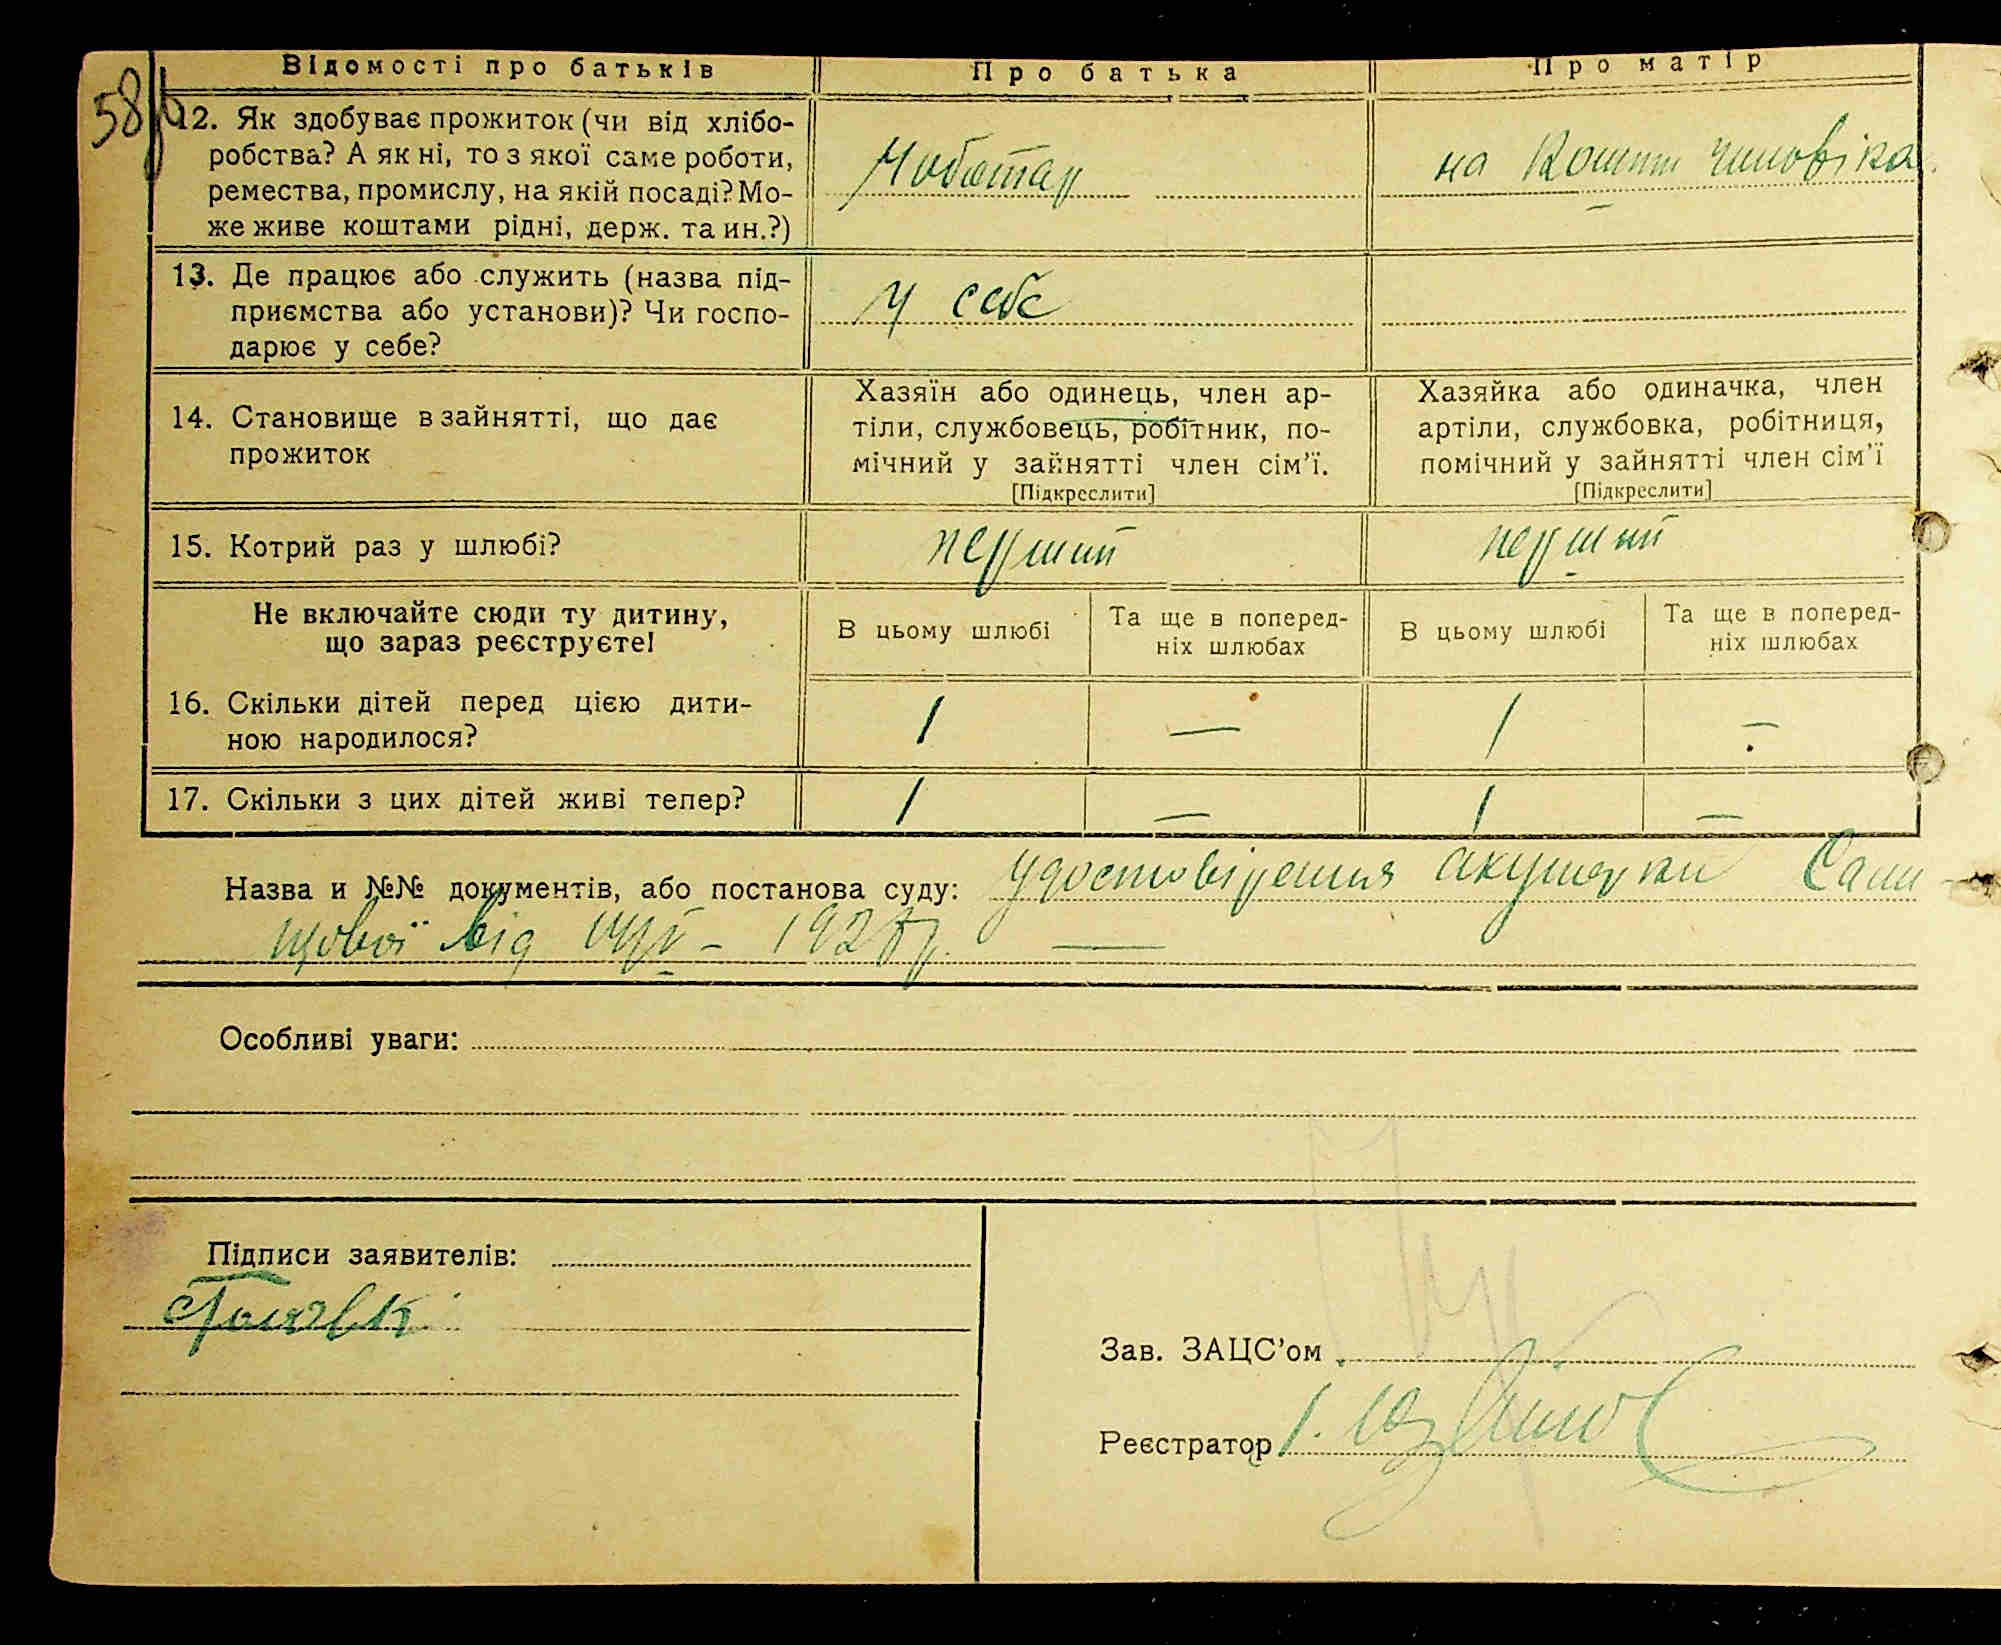 58
Відомості про батьків
Про батька
Про матір
12. Як здобуває прожиток (чи від хлібо-
робства? А як ні, то з якої саме роботи,
ремества, промислу, на якій посаді? Мо-
же живе коштами рідні, держ. та ин.?)
Чоботар
на кошти чиловіка
13. Де працює або служить (назва під-
приємства або установи)? Чи госпо-
дарює у себе?
У себе
14. Становище в зайнятті, що дає
прожиток
Хазяїн або одинець, член ар-
тіли, службовець, робітник, по-
мічний у зайнятті член сім’ї.
[Підкреслити]
Хазяйка або одиначка, член
артіли, службовка, робітниця,
помічний у зайнятті член сім’ї
[Підкреслити]
15. Котрий раз у шлюбі?
перший
перший
Не включайте сюди ту дитину,
що зараз реєструєте!
В цьому шлюбі
Та ще в поперед-
ніх шлюбах
В цьому шлюбі
Та ще в поперед-
ніх шлюбах
16. Скільки дітей перед цією дити-
ною народилося?
1 — 1 —
17. Скільки з цих дітей живі тепер?
1 — 1 —
Назва и №№ документів, або постанова суду: удостовірення акушерки
від
Особливі уваги:
Підписи заявителів:
Зав. ЗАЦС’ом
Реєстратор І.